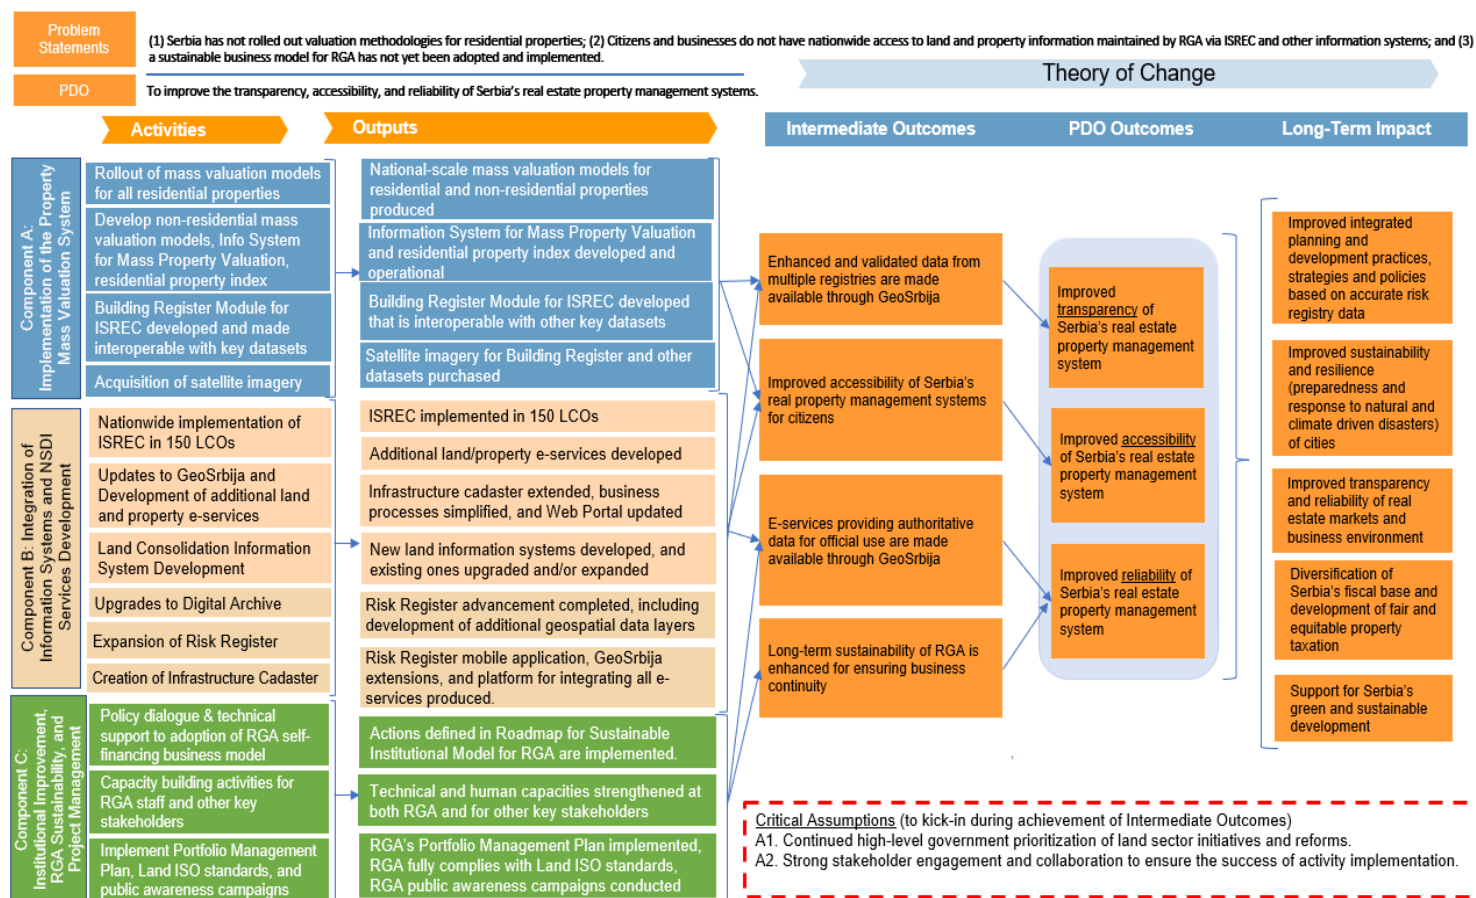 Problem
Statements
(1) Serbia has not rolled out valuation methodologies for residential properties; (2) Citizens and businesses do not have nationwide access to land and property information maintained by RGA via ISREC and other information systems; and (3)
a sustainable business model for RGA has not yet been adopted and implemented.
PDO
To improve the transparency, accessibility, and reliability of Serbia's real estate property management systems.
Theory of Change
Activities
Outputs
Intermediate Outcomes
PDO Outcomes
Long-Term Impact
Component A:
Implementation of the Property
Mass Valuation System
Rollout of mass valuation models
for all residential properties
Develop non-residential mass
valuation models, Info System
for Mass Property Valuation,
residential property index
Building Register Module for
ISREC developed and made
interoperable with key datasets
Acquisition of satellite imagery
National-scale mass valuation models for
residential and non-residential properties
produced
Information System for Mass Property Valuation
and residential property index developed and
operational
Building Register Module for ISREC developed
that is interoperable with other key datasets
Satellite imagery for Building Register and other
datasets purchased
Component B: Integration of
Information Systems and NSDI
Services Development
Nationwide implementation of
ISREC in 150 LCOs
Updates to GeoSrbija and
Development of additional land
and property e-services
Land Consolidation Information
System Development
Upgrades to Digital Archive
Expansion of Risk Register
Creation of Infrastructure Cadaster
ISREC implemented in 150 LCOs
Additional land/property e-services developed
Infrastructure cadaster extended, business
processes simplified, and Web Portal updated
New land information systems developed, and
existing ones upgraded and/or expanded
Risk Register advancement completed, including
development of additional geospatial data layers
Risk Register mobile application, GeoSrbija
extensions, and platform for integrating all e-
services produced.
Component C:
Institutional Improvement,
RGA Sustainability, and
Project Management
Policy dialogue & technical
support to adoption of RGA self-
financing business model
Capacity building activities for
RGA staff and other key
stakeholders
Implement Portfolio Management
Plan, Land ISO standards, and
public awareness campaigns
Actions defined in Roadmap for Sustainable
Institutional Model for RGA are implemented.
Technical and human capacities strengthened at
both RGA and for other key stakeholders
RGA's Portfolio Management Plan implemented,
RGA fully complies with Land ISO standards,
RGA public awareness campaigns conducted
Enhanced and validated data from
multiple registries are made
available through GeoSrbija
Improved accessibility of Serbia's
real property management systems
for citizens
E-services providing authoritative
data for official use are made
available through GeoSrbija
Long-term sustainability of RGA is
enhanced for ensuring business
continuity
Improved
transparency of
Serbia's real estate
property management
system
Improved accessibility
of Serbia's real estate
property management
system
Improved reliability of
Serbia's real estate
property management
system
Improved integrated
planning and
development practices,
strategies and policies
based on accurate risk
registry data
Improved sustainability
and resilience
(preparedness and
response to natural and
climate driven disasters)
of cities
Improved transparency
and reliability of real
estate markets and
business environment
Diversification of
Serbia's fiscal base and
development of fair and
equitable property
taxation
Support for Serbia's
green and sustainable
development
Critical Assumptions (to kick-in during achievement of Intermediate Outcomes)
A1. Continued high-level government prioritization of land sector initiatives and reforms.
A2. Strong stakeholder engagement and collaboration to ensure the success of activity implementation.